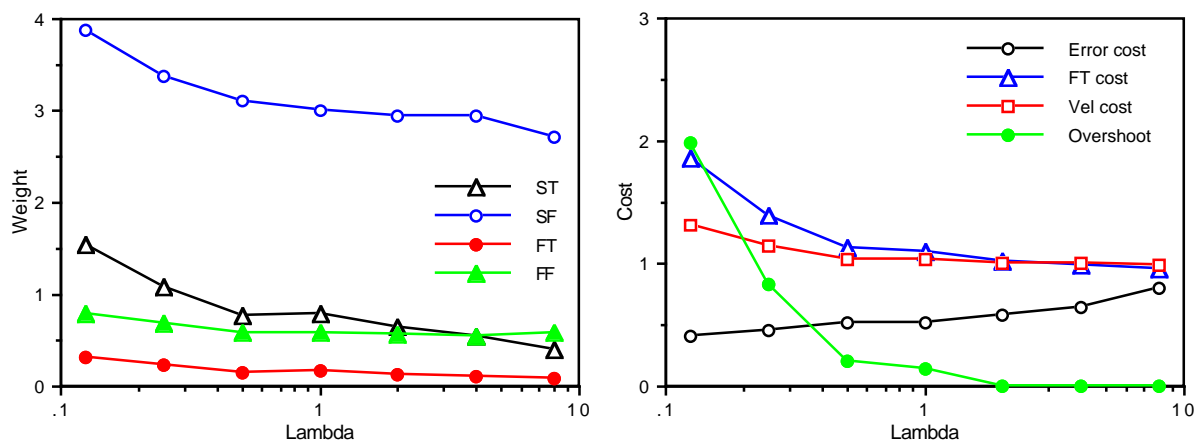 4
3
2
1
0
Weight
ST
SF
FT
FF
.1
1
10
Lambda
3
2
1
0
Cost
Error cost
FT cost
Vel cost
Overshoot
.1
1
10
Lambda